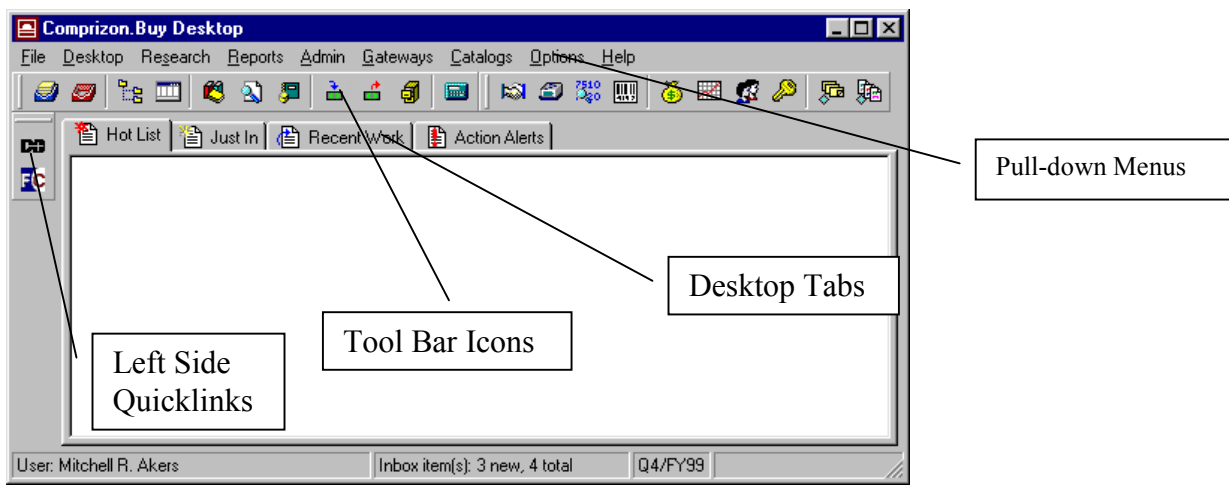 Comprizon.Buy Desktop
File Desktop Research Reports Admin Gateways Catalogs Options Help
7510
Hot List Just In Recent Work Action Alerts
FC
Pull-down Menus
Desktop Tabs
Tool Bar Icons
Left Side
Quicklinks
User: Mitchell R. Akers Inbox item(s): 3 new, 4 total Q4/FY99